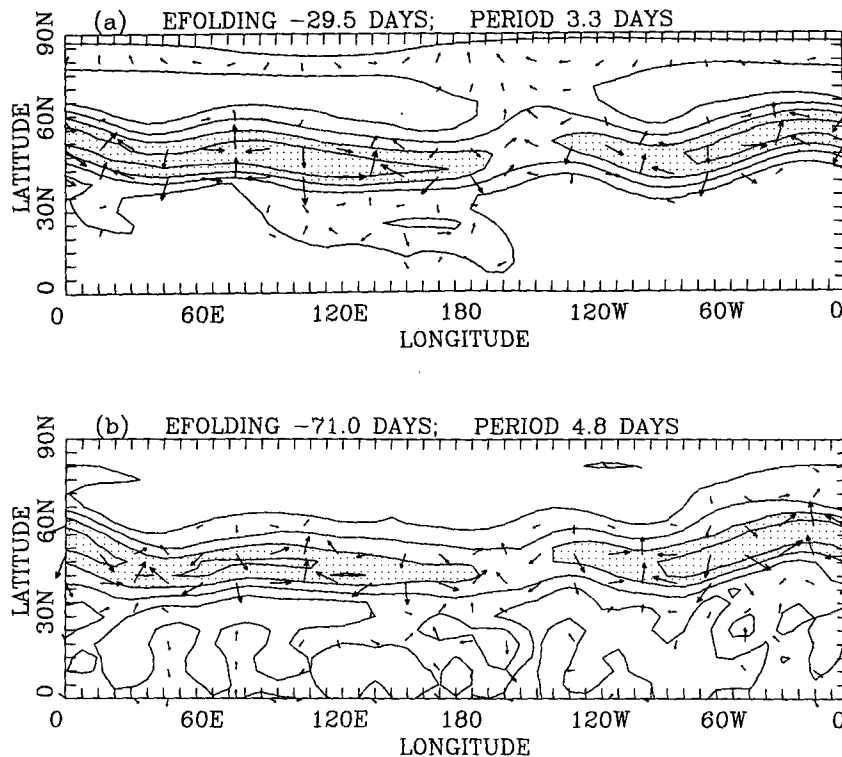 (a) EFOLDING -29.5 DAYS; PERIOD 3.3 DAYS
90N
60N
30N
0
LATITUDE
0 60E 120E 180 120W 60W 0
LONGITUDE
(b) EFOLDING -71.0 DAYS; PERIOD 4.8 DAYS
90N
60N
30N
0
LATITUDE
0 60E 120E 180 120W 60W 0
LONGITUDE